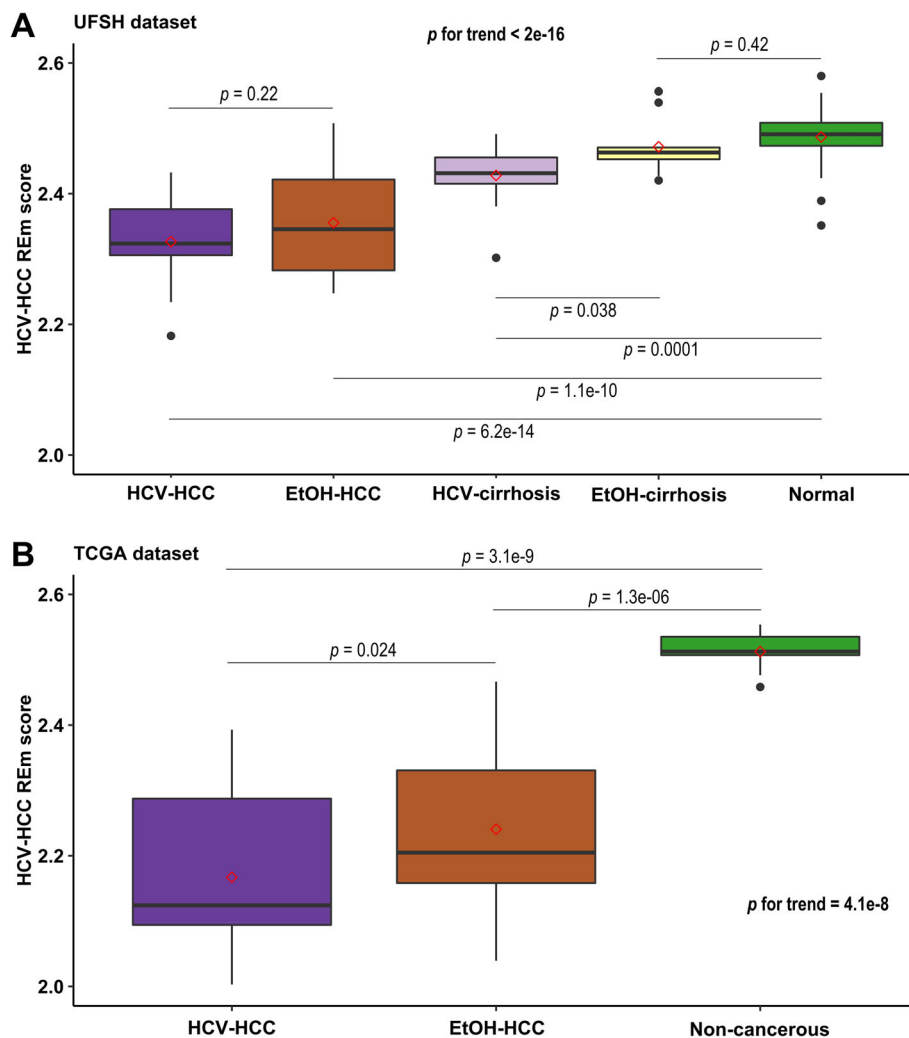 A UFSH dataset
p for trend < 2e-16
p = 0.42
p = 0.22
2.6
2.4
2.2
2.0
HCV-HCC REm score
p = 0.038
p = 0.0001
p = 1.1e-10
p = 6.2e-14
HCV-HCC EtOH-HCC HCV-cirrhosis EtOH-cirrhosis Normal
B TCGA dataset
p = 3.1e-9
p = 1.3e-06
p = 0.024
2.6
2.4
2.2
2.0
HCV-HCC REm score
p for trend = 4.1e-8
HCV-HCC EtOH-HCC Non-cancerous